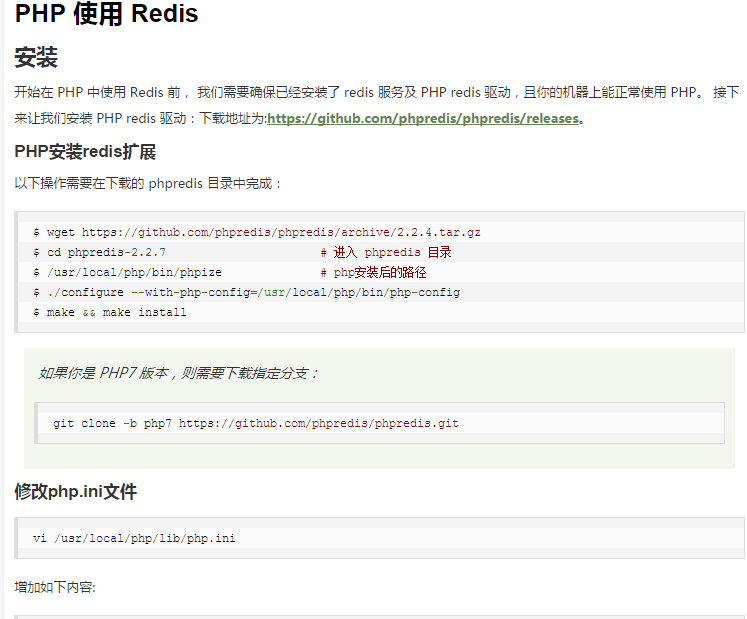 PHP 使用 Redis
安装
开始在 PHP 中使用 Redis 前， 我们需要确保已经安装了 redis 服务及 PHP redis 驱动，且你的机器上能正常使用 PHP。 接下
来让我们安装 PHP redis 驱动：下载地址为:https://github.com/phpredis/phpredis/releases。
PHP安装redis扩展
以下操作需要在下载的 phpredis 目录中完成：
$ wget https://github.com/phpredis/phpredis/archive/2.2.4.tar.gz
$ cd phpredis-2.2.7                      # 进入 phpredis 目录
$ /usr/local/php/bin/phpize              # php安装后的路径
$ ./configure --with-php-config=/usr/local/php/bin/php-config
$ make && make install
如果你是 PHP7 版本，则需要下载指定分支：
git clone -b php7 https://github.com/phpredis/phpredis.git
修改php.ini文件
vi /usr/local/php/lib/php.ini
增加如下内容: